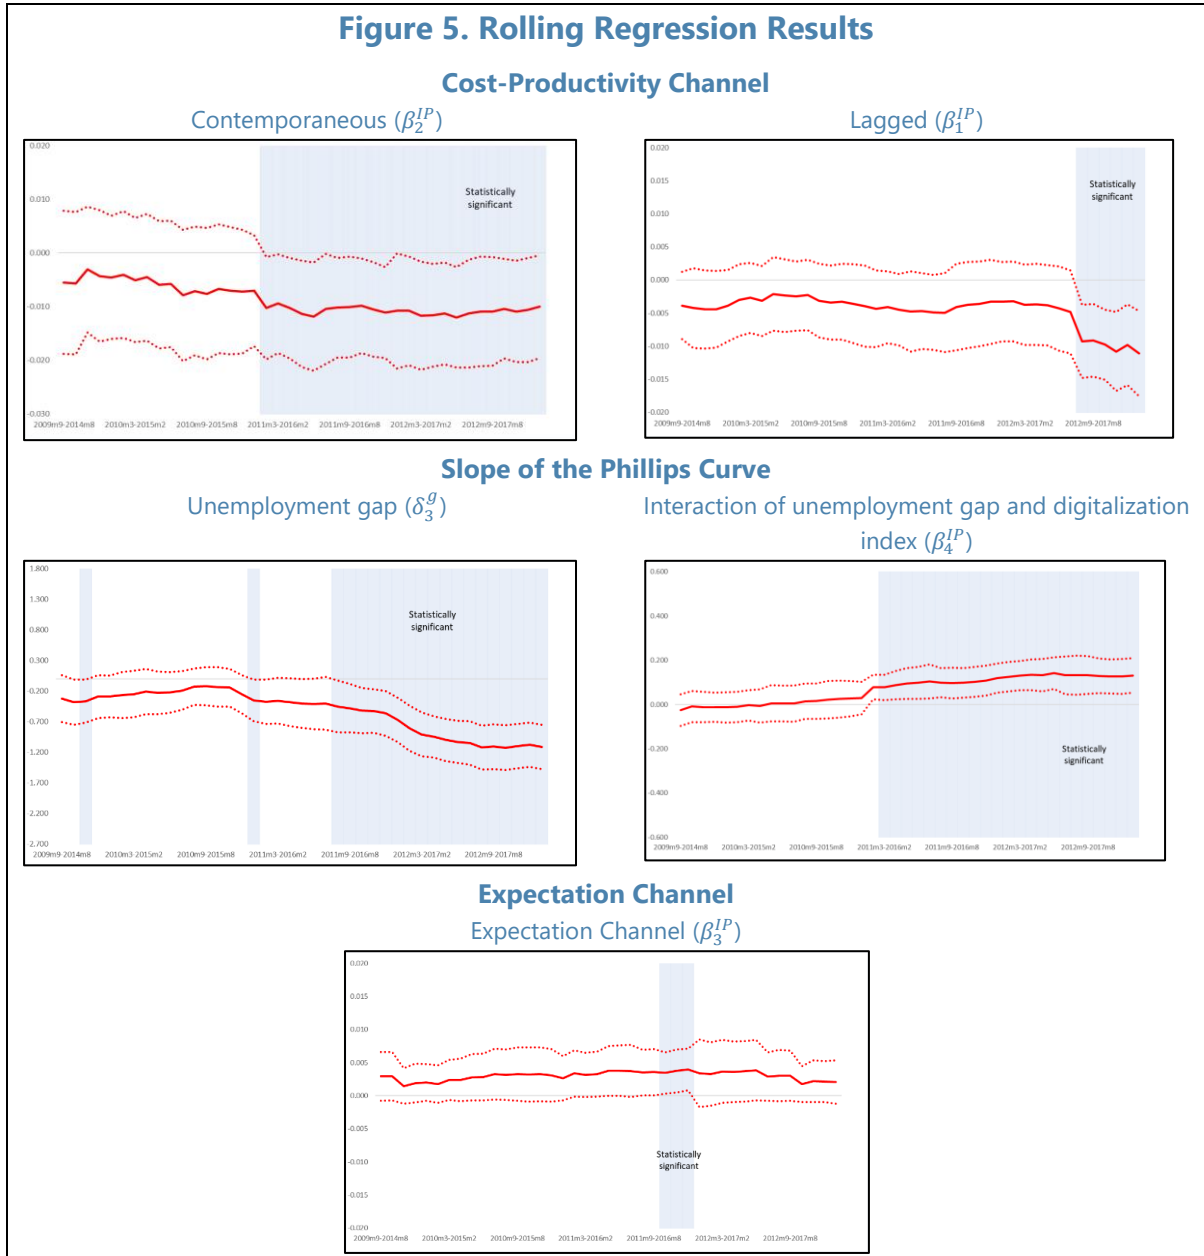 Figure 5. Rolling Regression Results
Cost-Productivity Channel
Contemporaneous (β₂ᴵᴾ)
0.020
0.010
0.000
-0.010
-0.020
-0.030
Statistically
significant
2009m9-2014m8 2010m3-2015m2 2010m9-2015m8 2011m3-2016m2 2011m9-2016m8 2012m3-2017m2 2012m9-2017m8
Lagged (β₁ᴵᴾ)
0.020
0.015
0.010
0.005
0.000
-0.005
-0.010
-0.015
-0.020
Statistically
significant
2009m9-2014m8 2010m3-2015m2 2010m9-2015m8 2011m3-2016m2 2011m9-2016m8 2012m3-2017m2 2012m9-2017m8
Slope of the Phillips Curve
Unemployment gap (δ₃ᵍ)
1.800
1.300
0.800
0.300
-0.200
-0.700
-1.200
-1.700
-2.200
-2.700
Statistically
significant
2009m9-2014m8 2010m3-2015m2 2010m9-2015m8 2011m3-2016m2 2011m9-2016m8 2012m3-2017m2 2012m9-2017m8
Interaction of unemployment gap and digitalization
index (β₄ᴵᴾ)
0.600
0.400
0.200
0.000
-0.200
-0.400
-0.600
Statistically
significant
2009m9-2014m8 2010m3-2015m2 2010m9-2015m8 2011m3-2016m2 2011m9-2016m8 2012m3-2017m2 2012m9-2017m8
Expectation Channel
Expectation Channel (β₃ᴵᴾ)
0.020
0.015
0.010
0.005
0.000
-0.005
-0.010
-0.015
-0.020
Statistically
significant
2009m9-2014m8 2010m3-2015m2 2010m9-2015m8 2011m3-2016m2 2011m9-2016m8 2012m3-2017m2 2012m9-2017m8